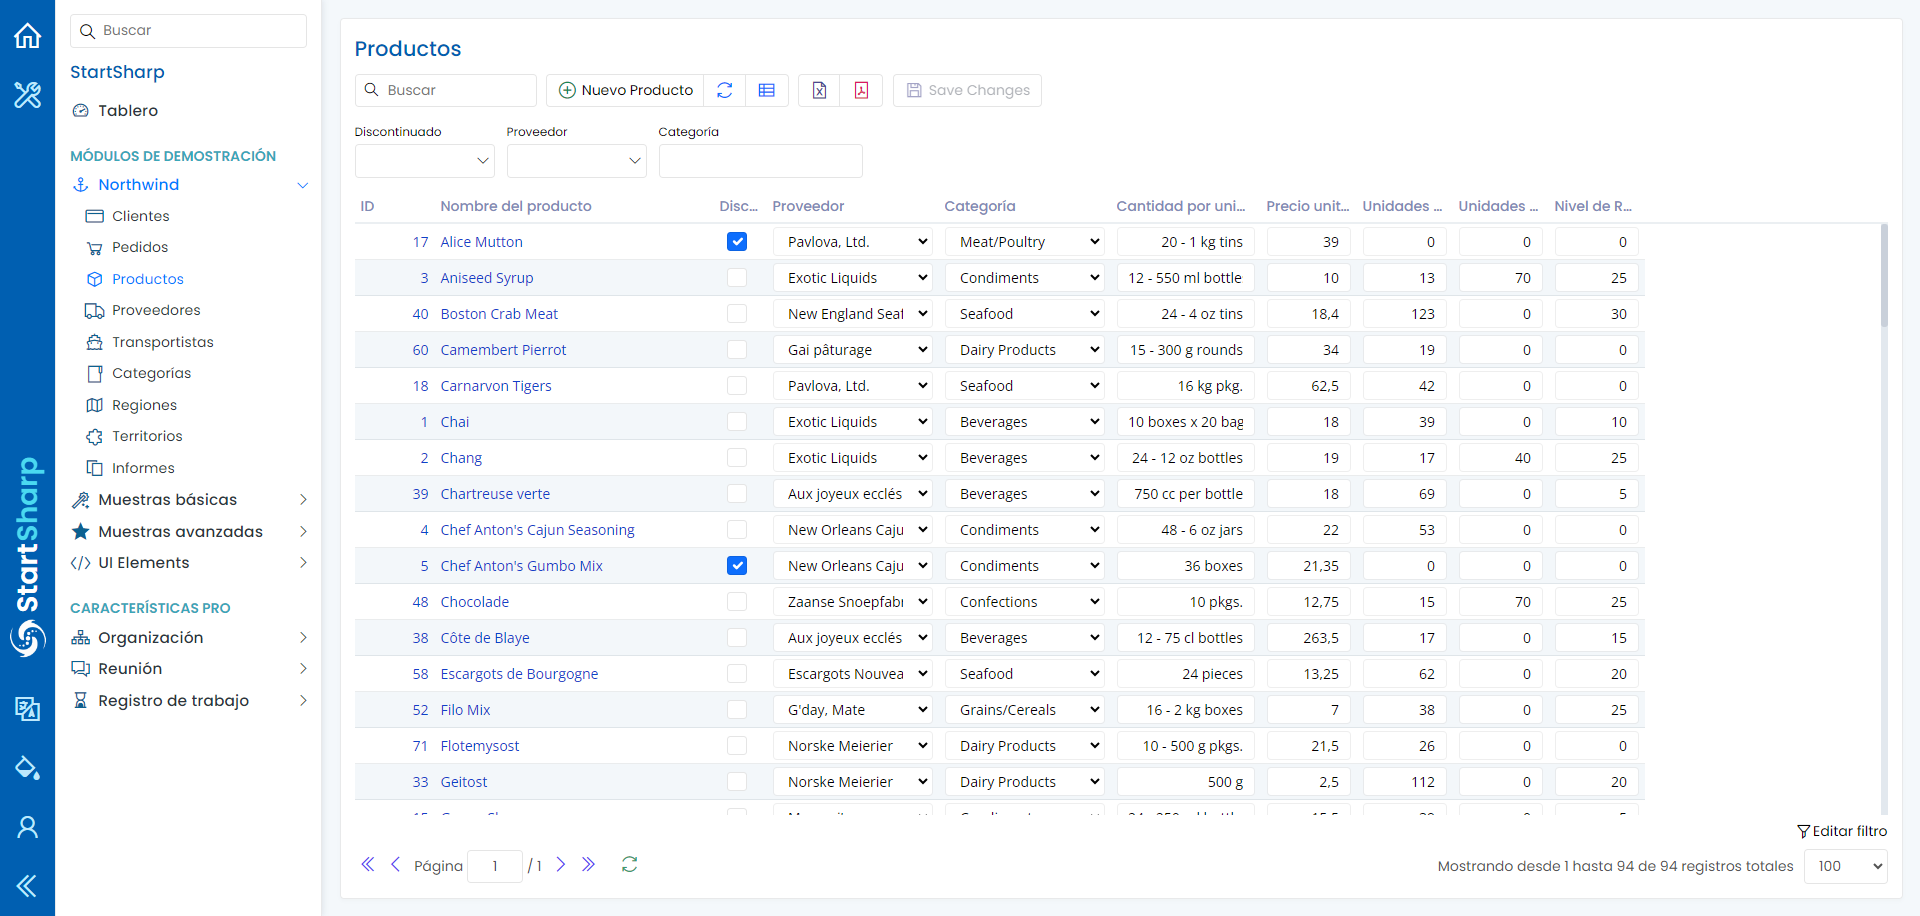 Buscar
StartSharp
Tablero
MÓDULOS DE DEMOSTRACIÓN
Northwind
Clientes
Pedidos
Productos
Proveedores
Transportistas
Categorías
Regiones
Territorios
Informes
Muestras básicas
Muestras avanzadas
UI Elements
CARACTERÍSTICAS PRO
Organización
Reunión
Registro de trabajo
StartSharp
Productos
Buscar Nuevo Producto Save Changes
Discontinuado Proveedor Categoría
ID Nombre del producto Disc... Proveedor Categoría Cantidad por uni... Precio unit... Unidades ... Unidades ... Nivel de R...
17 Alice Mutton Pavlova, Ltd. Meat/Poultry 20 - 1 kg tins 39 0 0 0
3 Aniseed Syrup Exotic Liquids Condiments 12 - 550 ml bottle 10 13 70 25
40 Boston Crab Meat New England Seaf Seafood 24 - 4 oz tins 18,4 123 0 30
60 Camembert Pierrot Gai pâturage Dairy Products 15 - 300 g rounds 34 19 0 0
18 Carnarvon Tigers Pavlova, Ltd. Seafood 16 kg pkg. 62,5 42 0 0
1 Chai Exotic Liquids Beverages 10 boxes x 20 bag 18 39 0 10
2 Chang Exotic Liquids Beverages 24 - 12 oz bottles 19 17 40 25
39 Chartreuse verte Aux joyeux ecclés Beverages 750 cc per bottle 18 69 0 5
4 Chef Anton's Cajun Seasoning New Orleans Caju Condiments 48 - 6 oz jars 22 53 0 0
5 Chef Anton's Gumbo Mix New Orleans Caju Condiments 36 boxes 21,35 0 0 0
48 Chocolade Zaanse Snoepfabr Confections 10 pkgs. 12,75 15 70 25
38 Côte de Blaye Aux joyeux ecclés Beverages 12 - 75 cl bottles 263,5 17 0 15
58 Escargots de Bourgogne Escargots Nouvea Seafood 24 pieces 13,25 62 0 20
52 Filo Mix G'day, Mate Grains/Cereals 16 - 2 kg boxes 7 38 0 25
71 Flotemysost Norske Meierier Dairy Products 10 - 500 g pkgs. 21,5 26 0 0
33 Geitost Norske Meierier Dairy Products 500 g 2,5 112 0 20
Editar filtro
Página 1 / 1 Mostrando desde 1 hasta 94 de 94 registros totales 100